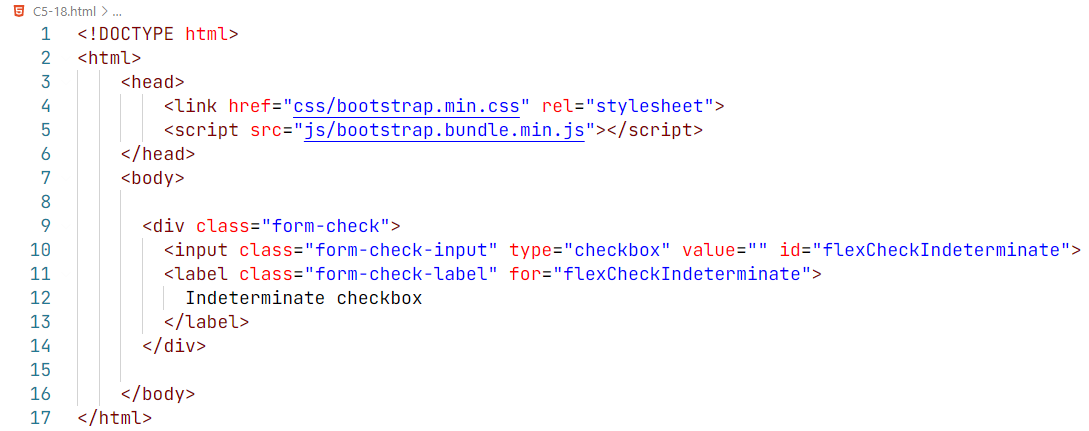 C5-18.html > ...
1 <!DOCTYPE html>
2 <html>
3 <head>
4 <link href="css/bootstrap.min.css" rel="stylesheet">
5 <script src="js/bootstrap.bundle.min.js"></script>
6 </head>
7 <body>
8
9 <div class="form-check">
10 <input class="form-check-input" type="checkbox" value="" id="flexCheckIndeterminate">
11 <label class="form-check-label" for="flexCheckIndeterminate">
12 Indeterminate checkbox
13 </label>
14 </div>
15
16 </body>
17 </html>